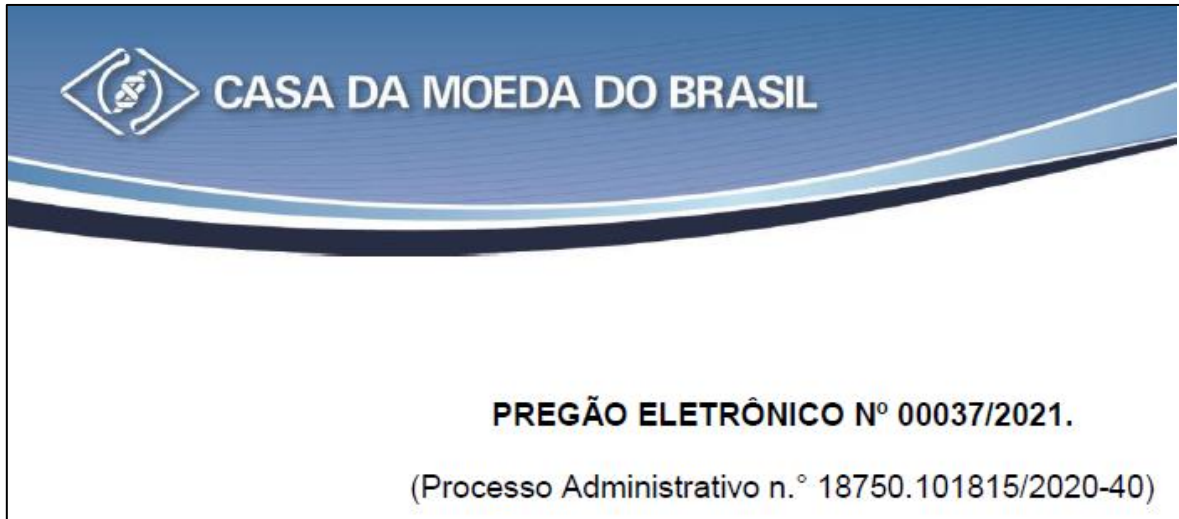 CASA DA MOEDA DO BRASIL
PREGÃO ELETRÔNICO Nº 00037/2021.
(Processo Administrativo n.° 18750.101815/2020-40)